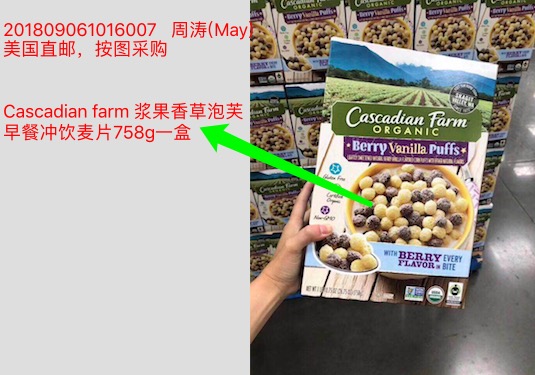 201809061016007 周涛(May)
美国直邮，按图采购
Cascadian farm 浆果香草泡芙
早餐冲饮麦片758g一盒
Cascadian Farm
ORGANIC
Berry Vanilla Puffs
Gluten Free
Certified
Organic
Non-GMO
WITH BERRY EVERY
FLAVOR IN BITE